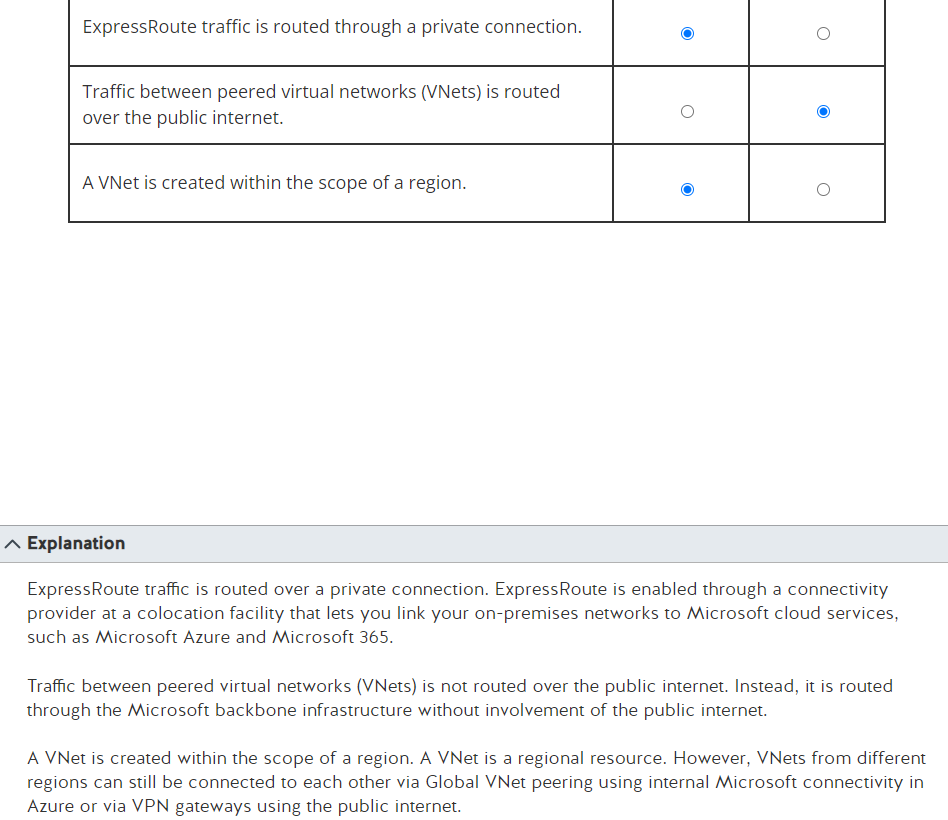 ExpressRoute traffic is routed through a private connection.
Traffic between peered virtual networks (VNets) is routed
over the public internet.
A VNet is created within the scope of a region.
Explanation
ExpressRoute traffic is routed over a private connection. ExpressRoute is enabled through a connectivity
provider at a colocation facility that lets you link your on-premises networks to Microsoft cloud services,
such as Microsoft Azure and Microsoft 365.
Traffic between peered virtual networks (VNets) is not routed over the public internet. Instead, it is routed
through the Microsoft backbone infrastructure without involvement of the public internet.
A VNet is created within the scope of a region. A VNet is a regional resource. However, VNets from different
regions can still be connected to each other via Global VNet peering using internal Microsoft connectivity in
Azure or via VPN gateways using the public internet.